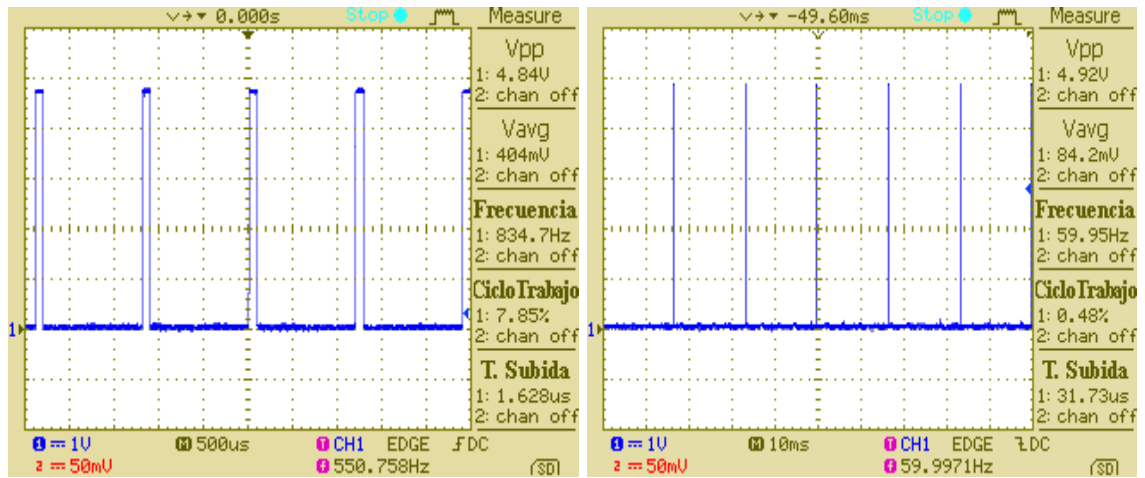 0.000s Stop Measure
Vpp
1: 4.84V
2: chan off
Vavg
1: 404mV
2: chan off
Frecuencia
1: 834.7Hz
2: chan off
Ciclo Trabajo
1: 7.85%
2: chan off
T. Subida
1: 1.628us
2: chan off
1
1 1V M 500us T CH1 EDGE DC
2 50mV f 550.758Hz SD
-49.60ms Stop Measure
Vpp
1: 4.92V
2: chan off
Vavg
1: 84.2mV
2: chan off
Frecuencia
1: 59.95Hz
2: chan off
Ciclo Trabajo
1: 0.48%
2: chan off
T. Subida
1: 31.73us
2: chan off
1
1 1V M 10ms T CH1 EDGE DC
2 50mV f 59.9971Hz SD